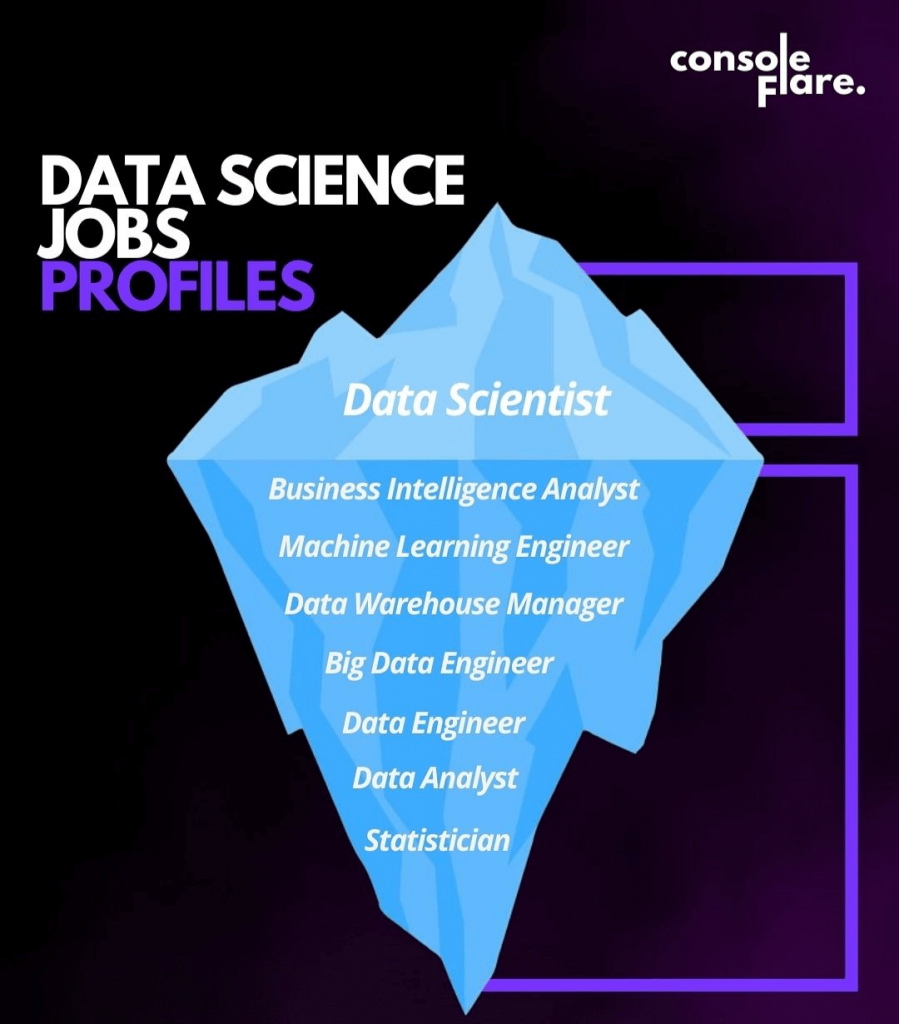 console
Flare.
DATA SCIENCE
JOBS
PROFILES
Data Scientist
Business Intelligence Analyst
Machine Learning Engineer
Data Warehouse Manager
Big Data Engineer
Data Engineer
Data Analyst
Statistician